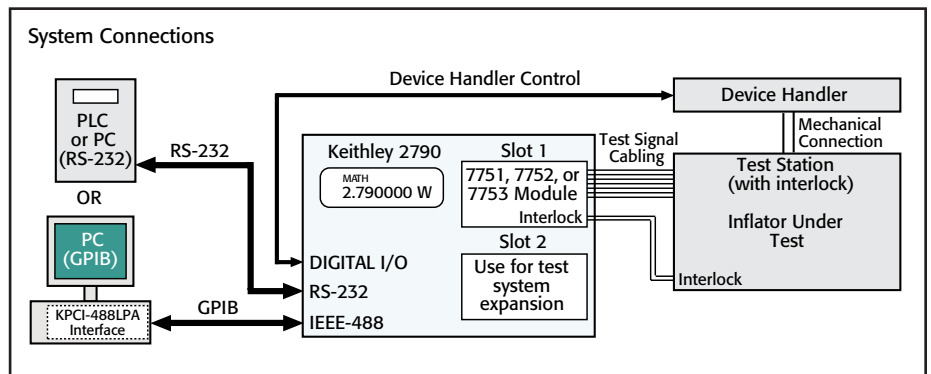 System Connections
Device Handler Control
Device Handler
PLC
or PC
(RS-232)
RS-232
OR
PC
(GPIB)
KPCI-488LPA
Interface
GPIB
Keithley 2790
MATH
2.790000 W
DIGITAL I/O
RS-232
IEEE-488
Slot 1
7751, 7752, or
7753 Module
Interlock
Slot 2
Use for test
system
expansion
Test Signal
Cabling
Mechanical
Connection
Test Station
(with interlock)
Inflator Under
Test
Interlock